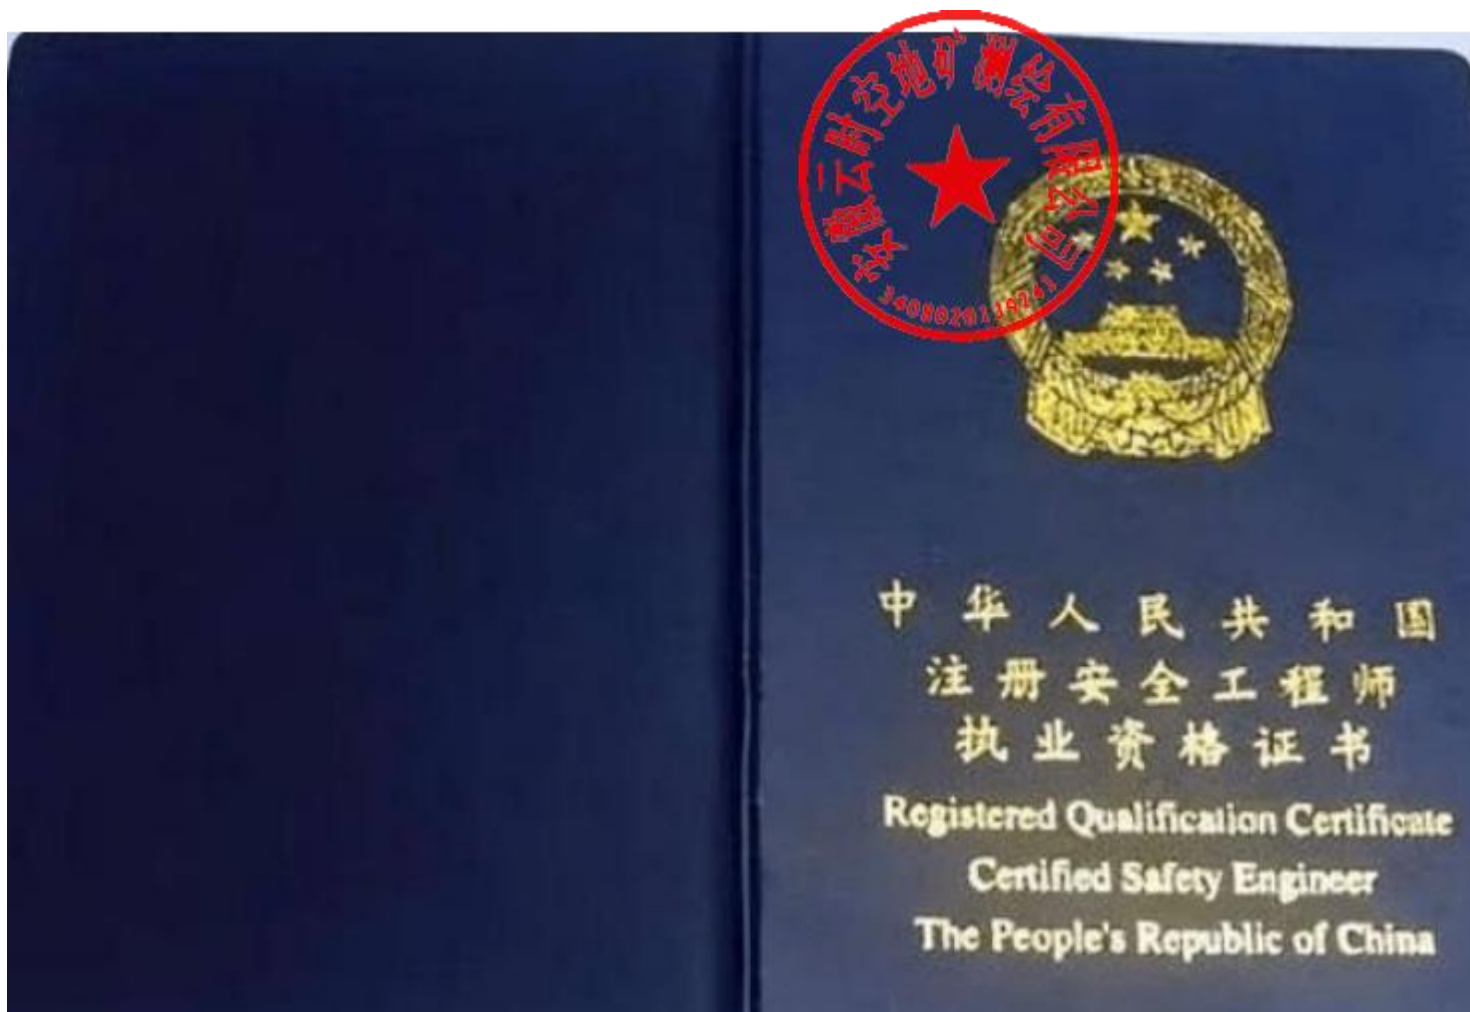 安徽云时空地矿测绘有限公司
中华人民共和国
注册安全工程师
执业资格证书
Registered Qualification Certificate
Certified Safety Engineer
The People's Republic of China